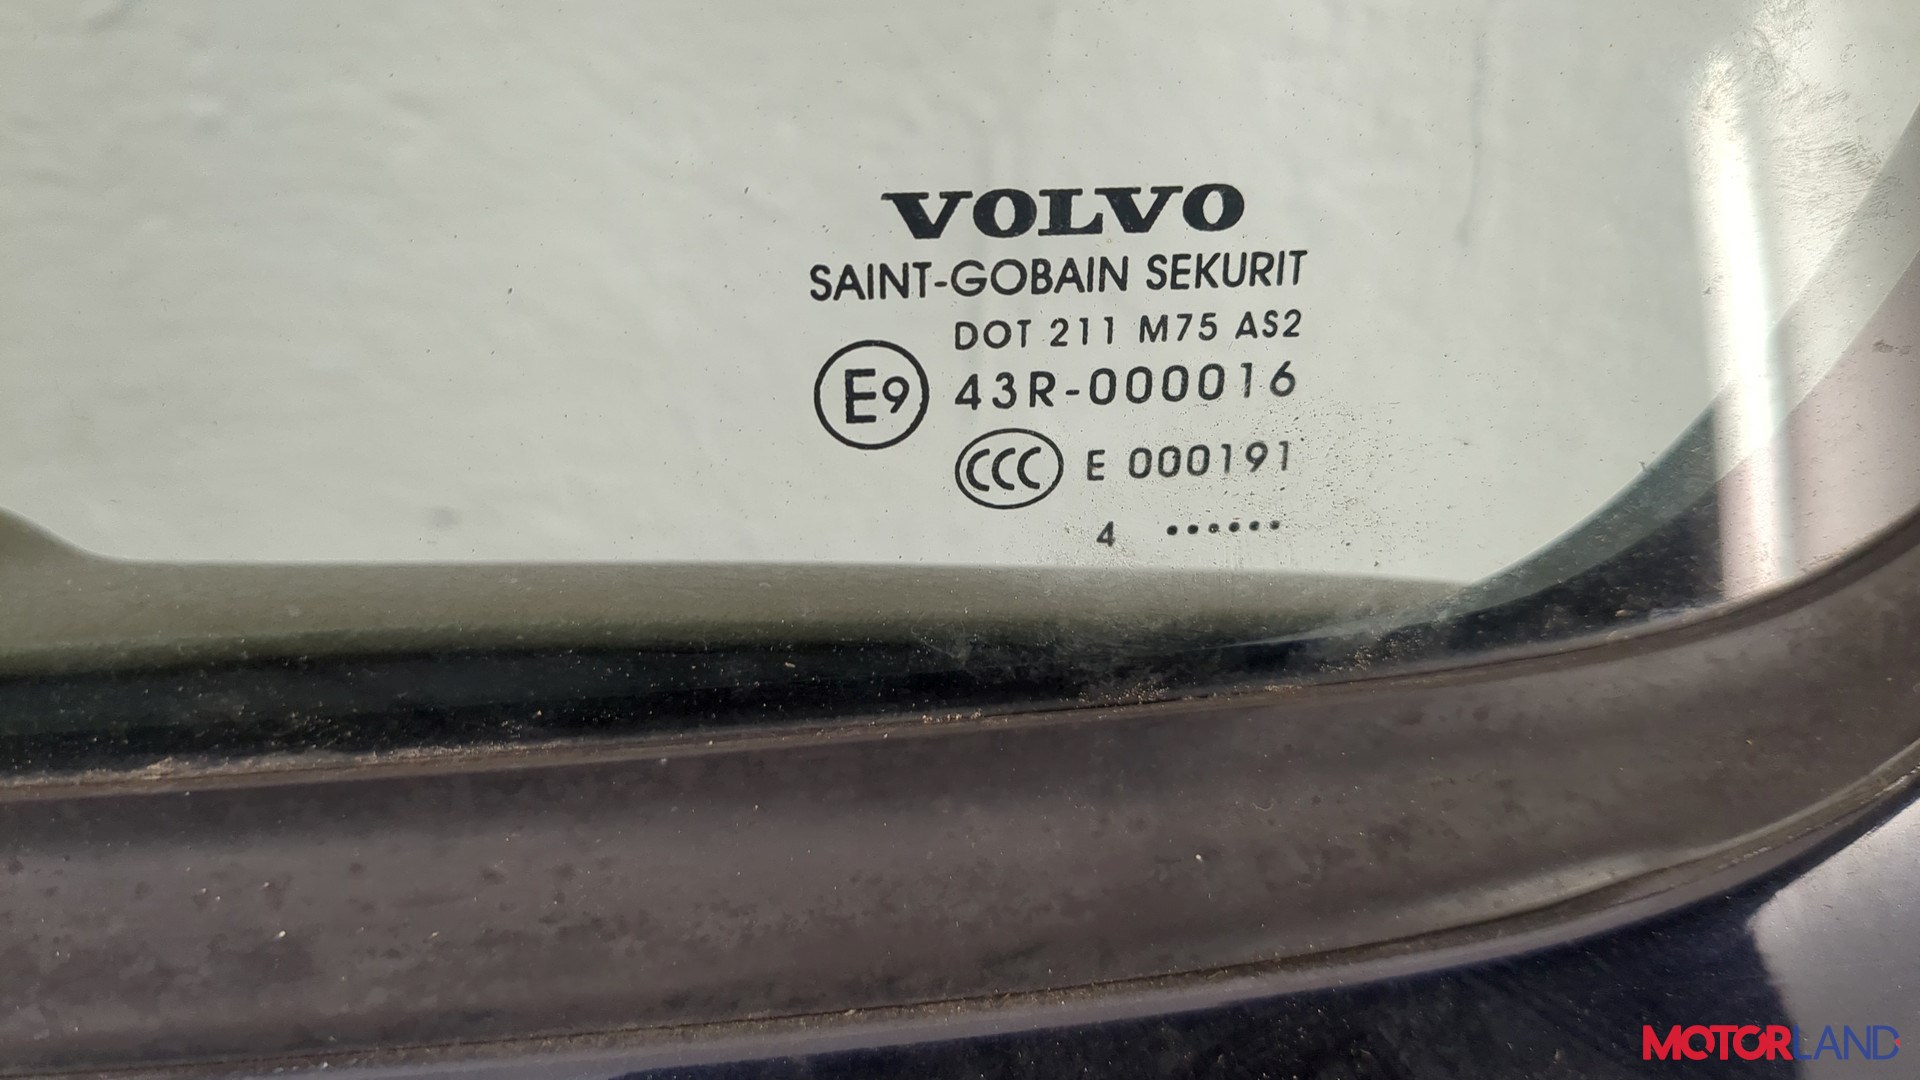 VOLVO
SAINT-GOBAIN SEKURIT
DOT 211 M75 AS2
E9 43R-000016
CCC E 000191
4 ••••••
MOTORLAND